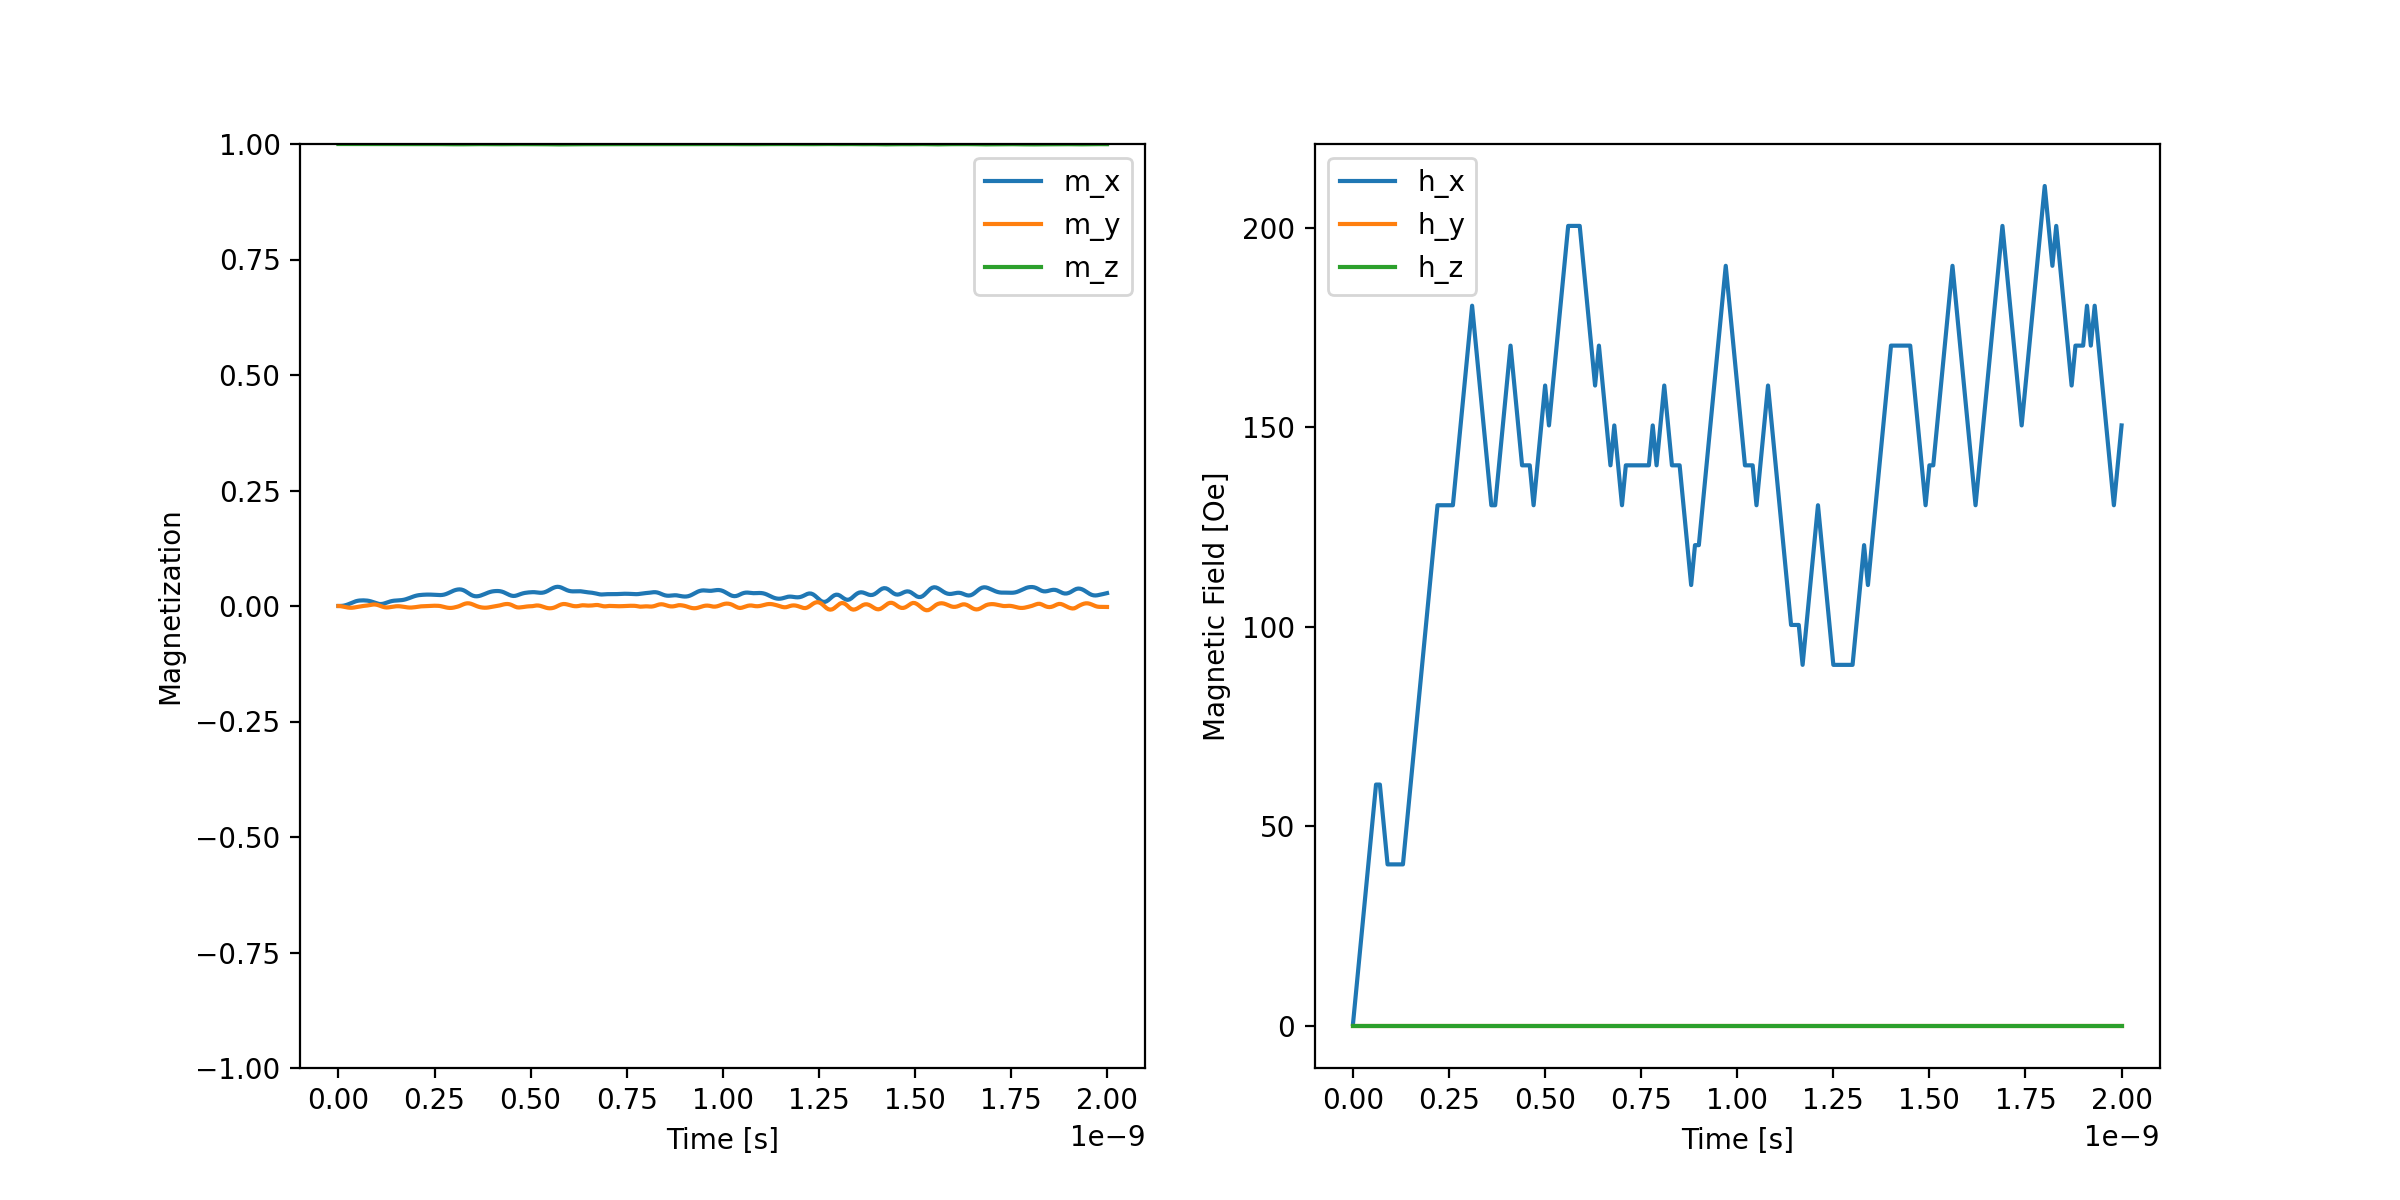 1.00
0.75
0.50
0.25
0.00
−0.25
−0.50
−0.75
−1.00
Magnetization
m_x
m_y
m_z
0.00 0.25 0.50 0.75 1.00 1.25 1.50 1.75 2.00
Time [s]
1e−9
200
150
100
50
0
Magnetic Field [Oe]
h_x
h_y
h_z
0.00 0.25 0.50 0.75 1.00 1.25 1.50 1.75 2.00
Time [s]
1e−9